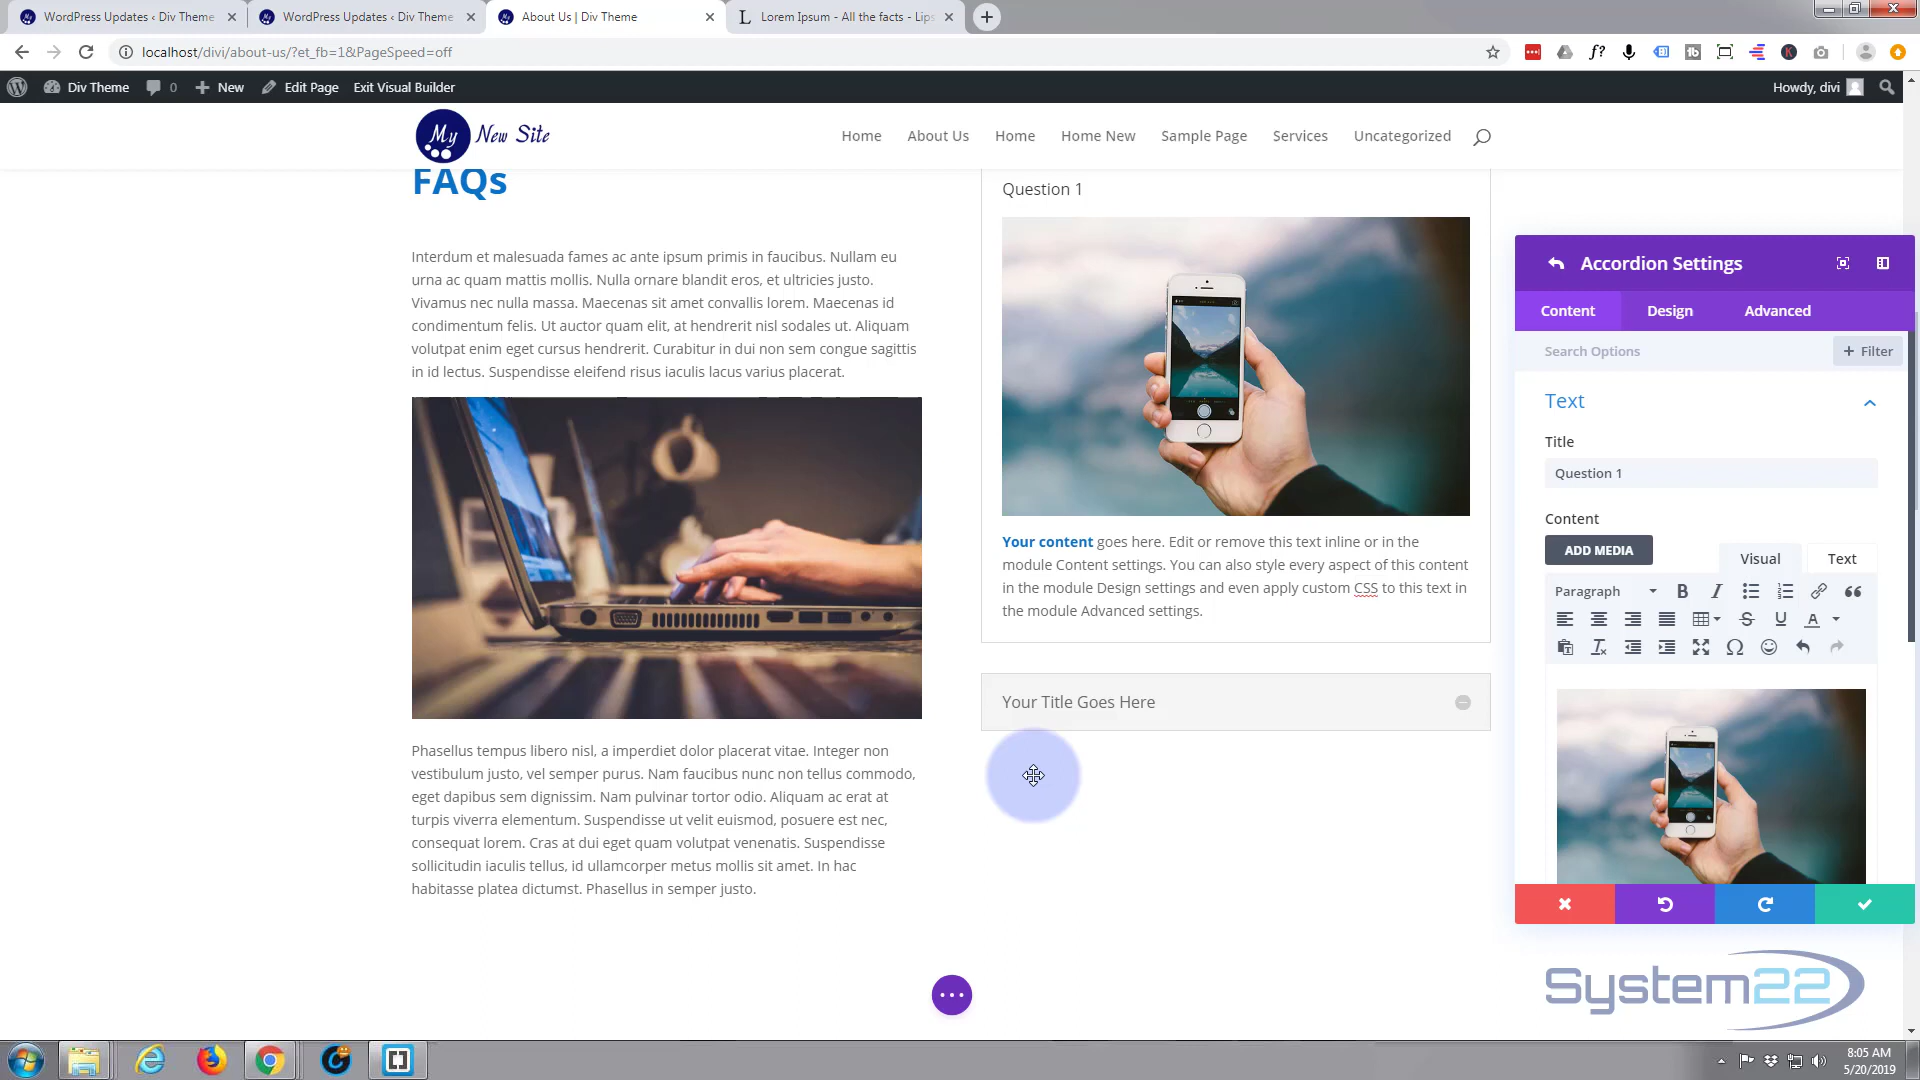 WordPress Updates ‹ Div Theme
WordPress Updates ‹ Div Theme
About Us | Div Theme
Lorem Ipsum - All the facts - Lips
localhost/divi/about-us/?et_fb=1&PageSpeed=off
Div Theme
0
New
Edit Page
Exit Visual Builder
Howdy, divi
My New Site
Home
About Us
Home
Home New
Sample Page
Services
Uncategorized
FAQs
Interdum et malesuada fames ac ante ipsum primis in faucibus. Nullam eu
urna ac quam mattis mollis. Nulla ornare blandit eros, et ultricies justo.
Vivamus nec nulla massa. Maecenas sit amet convallis lorem. Maecenas id
condimentum felis. Ut auctor quam elit, at hendrerit nisl sodales ut. Aliquam
volutpat enim eget cursus hendrerit. Curabitur in dui non sem congue sagittis
in id lectus. Suspendisse eleifend risus iaculis lacus varius placerat.
Phasellus tempus libero nisl, a imperdiet dolor placerat vitae. Integer non
vestibulum justo, vel semper purus. Nam faucibus nunc non tellus commodo,
eget dapibus sem dignissim. Nam pulvinar tortor odio. Aliquam ac erat at
turpis viverra elementum. Suspendisse ut velit euismod, posuere est nec,
consequat lorem. Cras at dui eget quam volutpat venenatis. Suspendisse
sollicitudin iaculis tellus, id ullamcorper metus mollis sit amet. In hac
habitasse platea dictumst. Phasellus in semper justo.
Question 1
Your content goes here. Edit or remove this text inline or in the
module Content settings. You can also style every aspect of this content
in the module Design settings and even apply custom CSS to this text in
the module Advanced settings.
Your Title Goes Here
Accordion Settings
Content
Design
Advanced
Search Options
+ Filter
Text
Title
Question 1
Content
ADD MEDIA
Visual
Text
Paragraph
System22
8:05 AM
5/20/2019